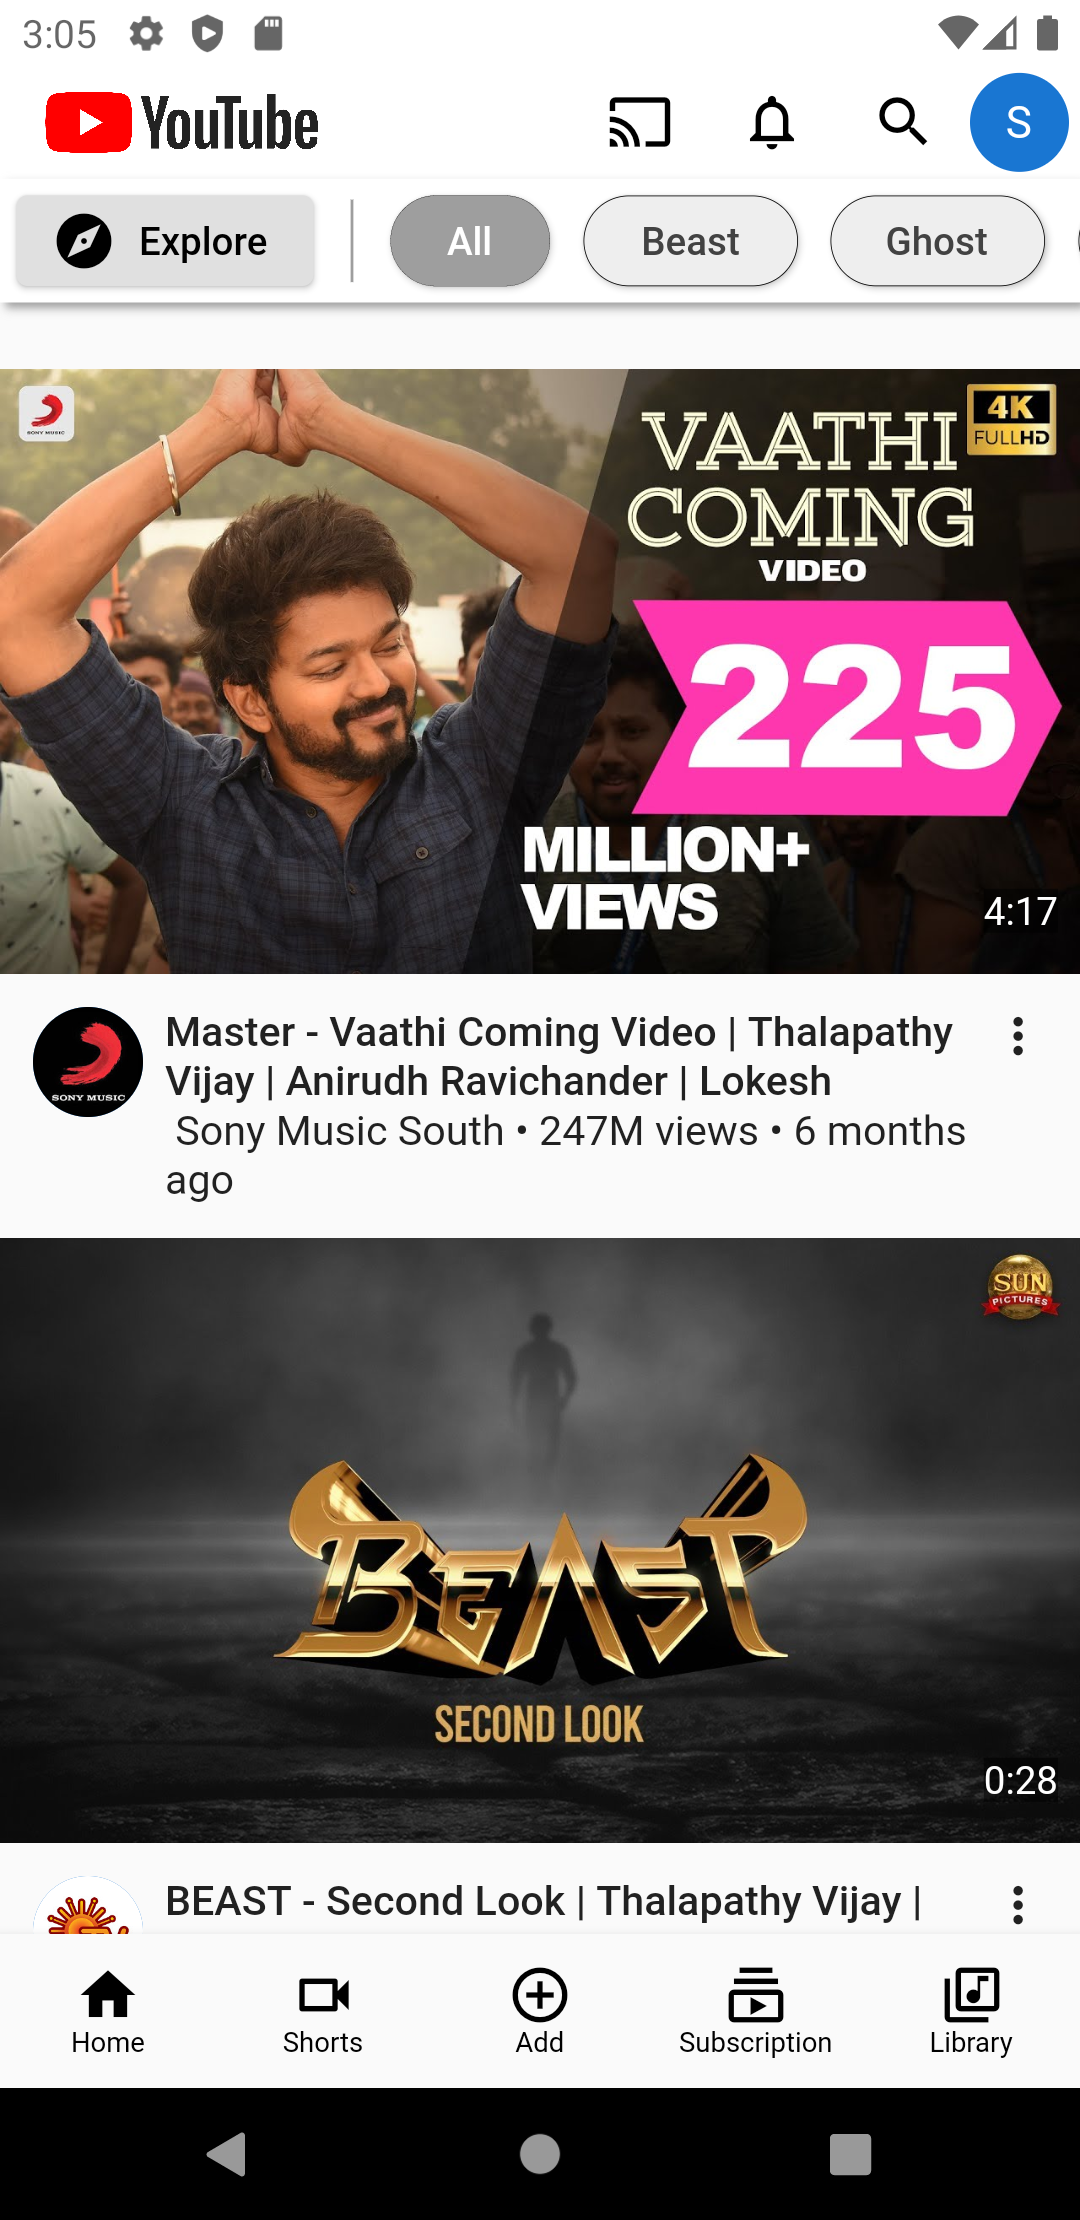 3:05
YouTube
S
Explore
All
Beast
Ghost
SONY MUSIC
4K
FULLHD
VAATHI
COMING
VIDEO
225
MILLION+
VIEWS
4:17
SONY MUSIC
Master - Vaathi Coming Video | Thalapathy
Vijay | Anirudh Ravichander | Lokesh
Sony Music South • 247M views • 6 months
ago
SUN
PICTURES
BEAST
SECOND LOOK
0:28
BEAST - Second Look | Thalapathy Vijay |
Home
Shorts
Add
Subscription
Library